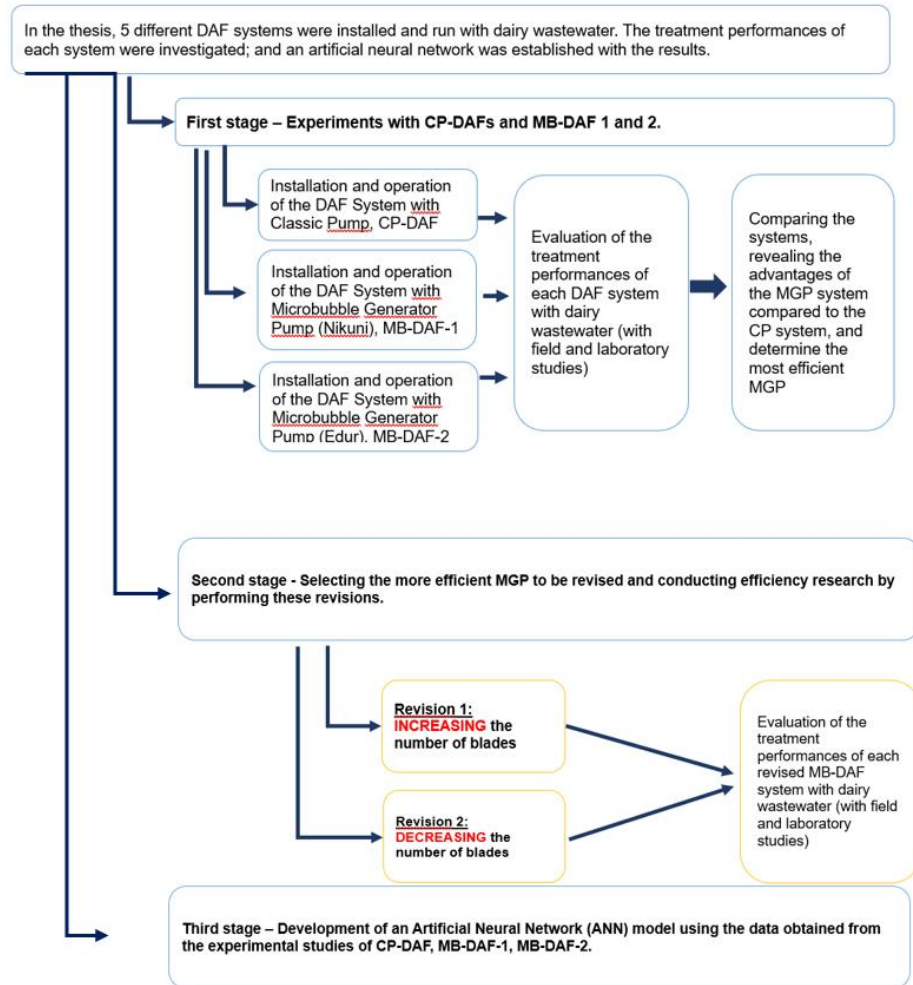 In the thesis, 5 different DAF systems were installed and run with dairy wastewater. The treatment performances of
each system were investigated; and an artificial neural network was established with the results.
First stage – Experiments with CP-DAFs and MB-DAF 1 and 2.
Installation and operation
of the DAF System with
Classic Pump, CP-DAF
Installation and operation
of the DAF System with
Microbubble Generator
Pump (Nikuni), MB-DAF-1
Installation and operation
of the DAF System with
Microbubble Generator
Pump (Edur). MB-DAF-2
Evaluation of the
treatment
performances of
each DAF system
with dairy
wastewater (with
field and laboratory
studies)
Comparing the
systems,
revealing the
advantages of
the MGP system
compared to the
CP system, and
determine the
most efficient
MGP
Second stage - Selecting the more efficient MGP to be revised and conducting efficiency research by
performing these revisions.
Revision 1:
INCREASING the
number of blades
Revision 2:
DECREASING the
number of blades
Evaluation of the
treatment
performances of each
revised MB-DAF
system with dairy
wastewater (with field
and laboratory
studies)
Third stage – Development of an Artificial Neural Network (ANN) model using the data obtained from
the experimental studies of CP-DAF, MB-DAF-1, MB-DAF-2.